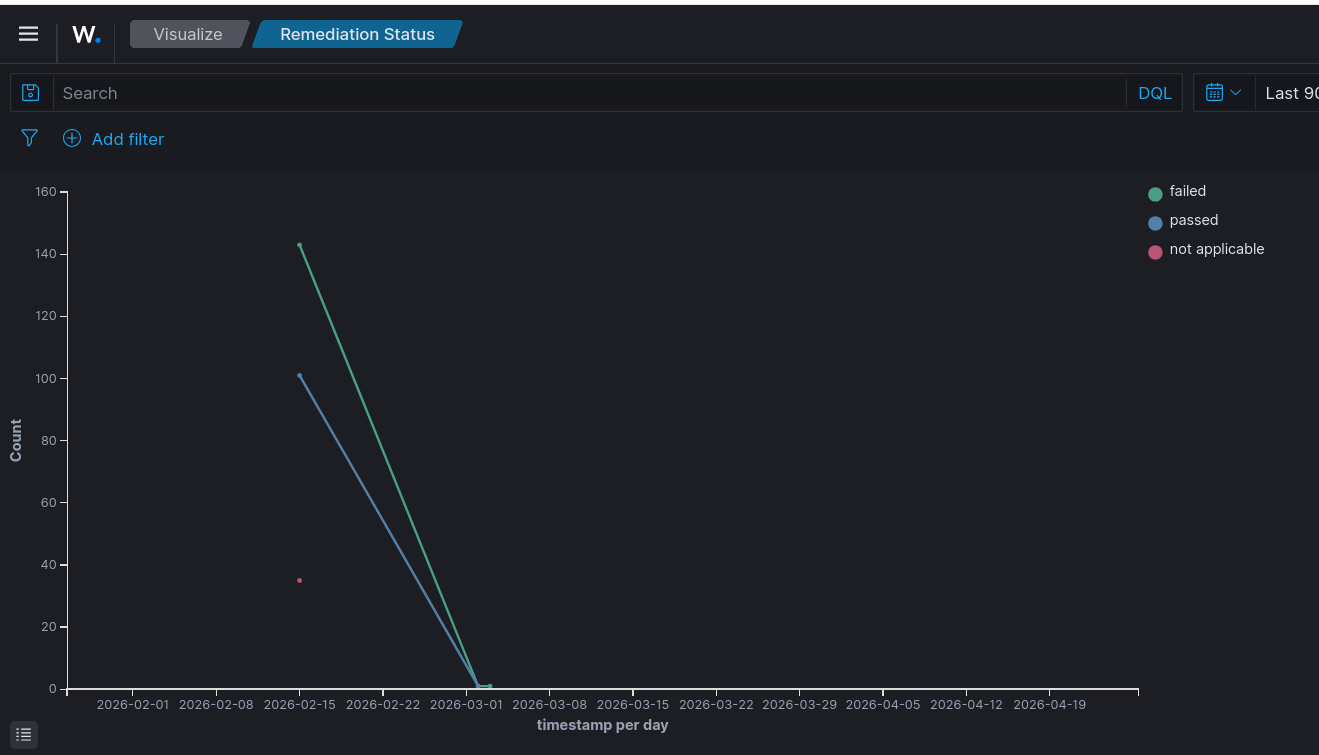 W.
Visualize
Remediation Status
Search
DQL
Last 90
Add filter
failed
passed
not applicable
160
140
120
100
80
60
40
20
0
Count
2026-02-01 2026-02-08 2026-02-15 2026-02-22 2026-03-01 2026-03-08 2026-03-15 2026-03-22 2026-03-29 2026-04-05 2026-04-12 2026-04-19
timestamp per day